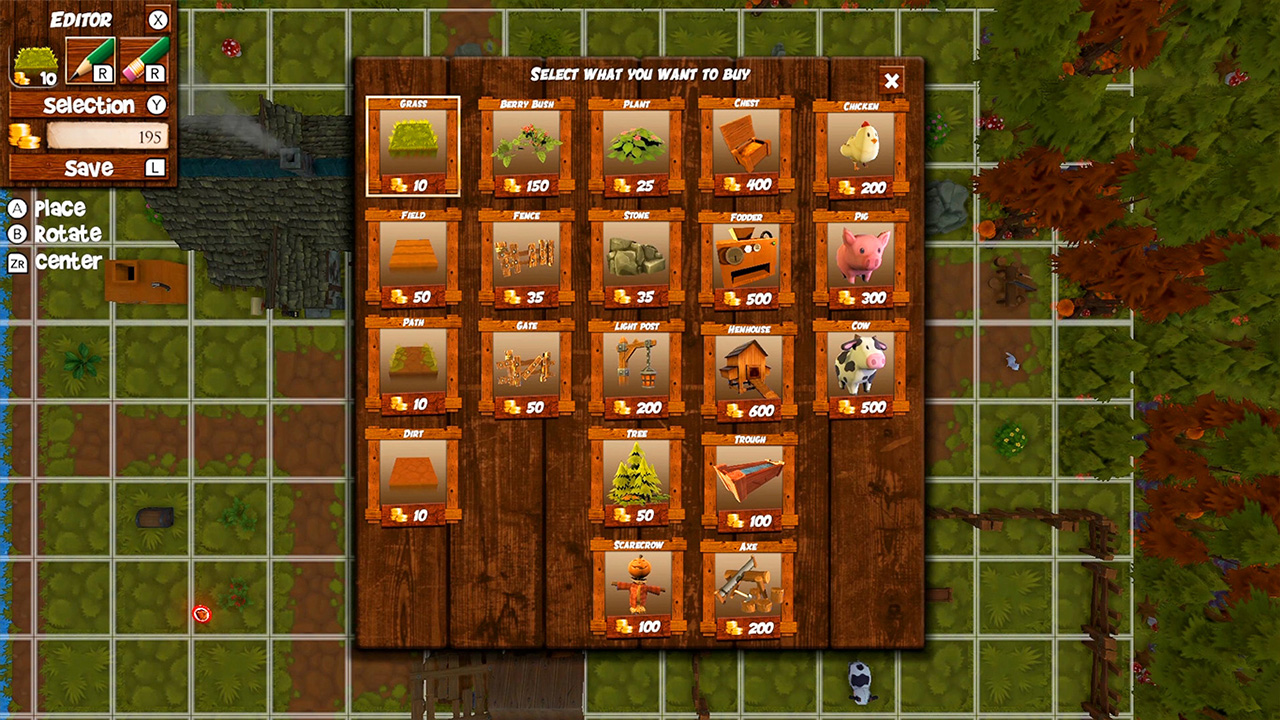 EDITOR X
10 R R
SELECTION Y
195
SAVE L
A PLACE
B ROTATE
ZR CENTER
SELECT WHAT YOU WANT TO BUY
GRASS BERRY BUSH PLANT CHEST CHICKEN
10 150 25 400 200
FIELD FENCE STONE FODDER PIG
50 35 35 500 300
PATH GATE LIGHT POST HENHOUSE COW
10 50 200 600 500
DIRT TREE TROUGH
10 50 100
SCARECROW AXE
100 200